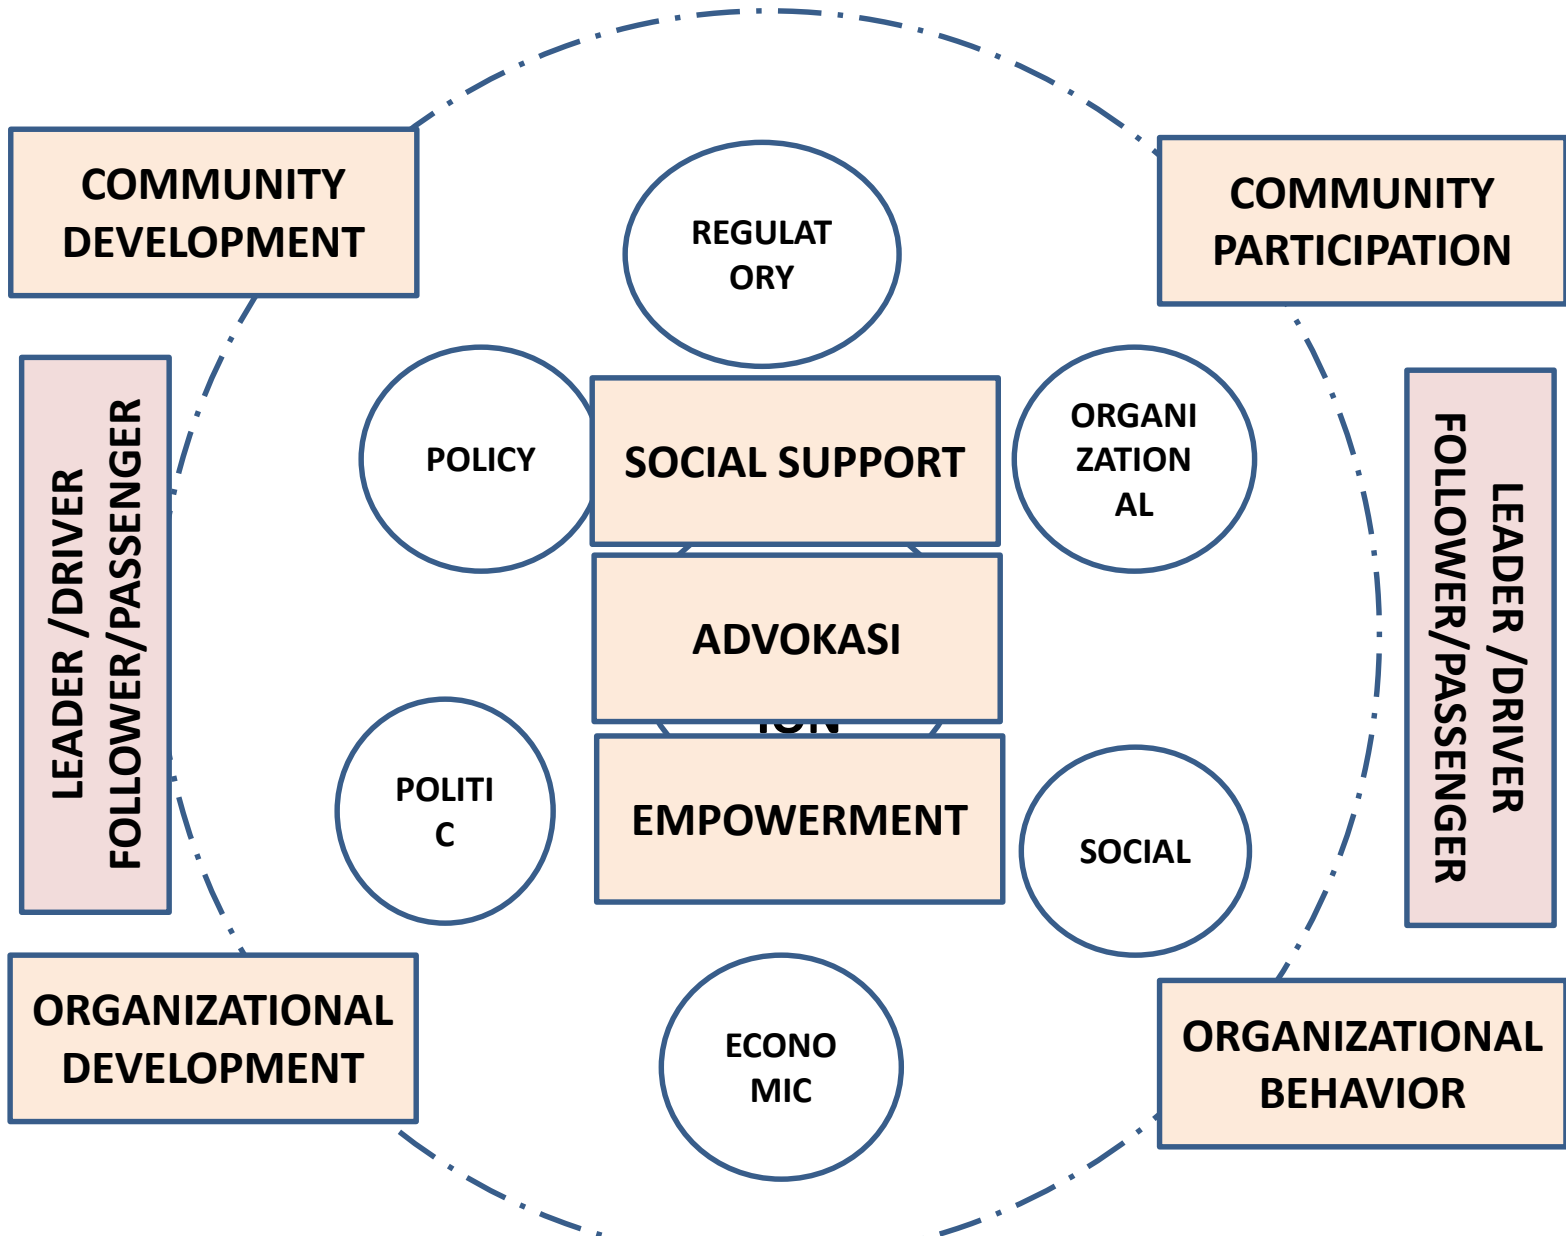 COMMUNITY
DEVELOPMENT
COMMUNITY
PARTICIPATION
REGULAT
ORY
POLICY
SOCIAL SUPPORT
ORGANI
ZATION
AL
LEADER /DRIVER
FOLLOWER/PASSENGER
LEADER /DRIVER
FOLLOWER/PASSENGER
ADVOKASI
ION
POLITI
C
EMPOWERMENT
SOCIAL
ORGANIZATIONAL
DEVELOPMENT
ECONO
MIC
ORGANIZATIONAL
BEHAVIOR